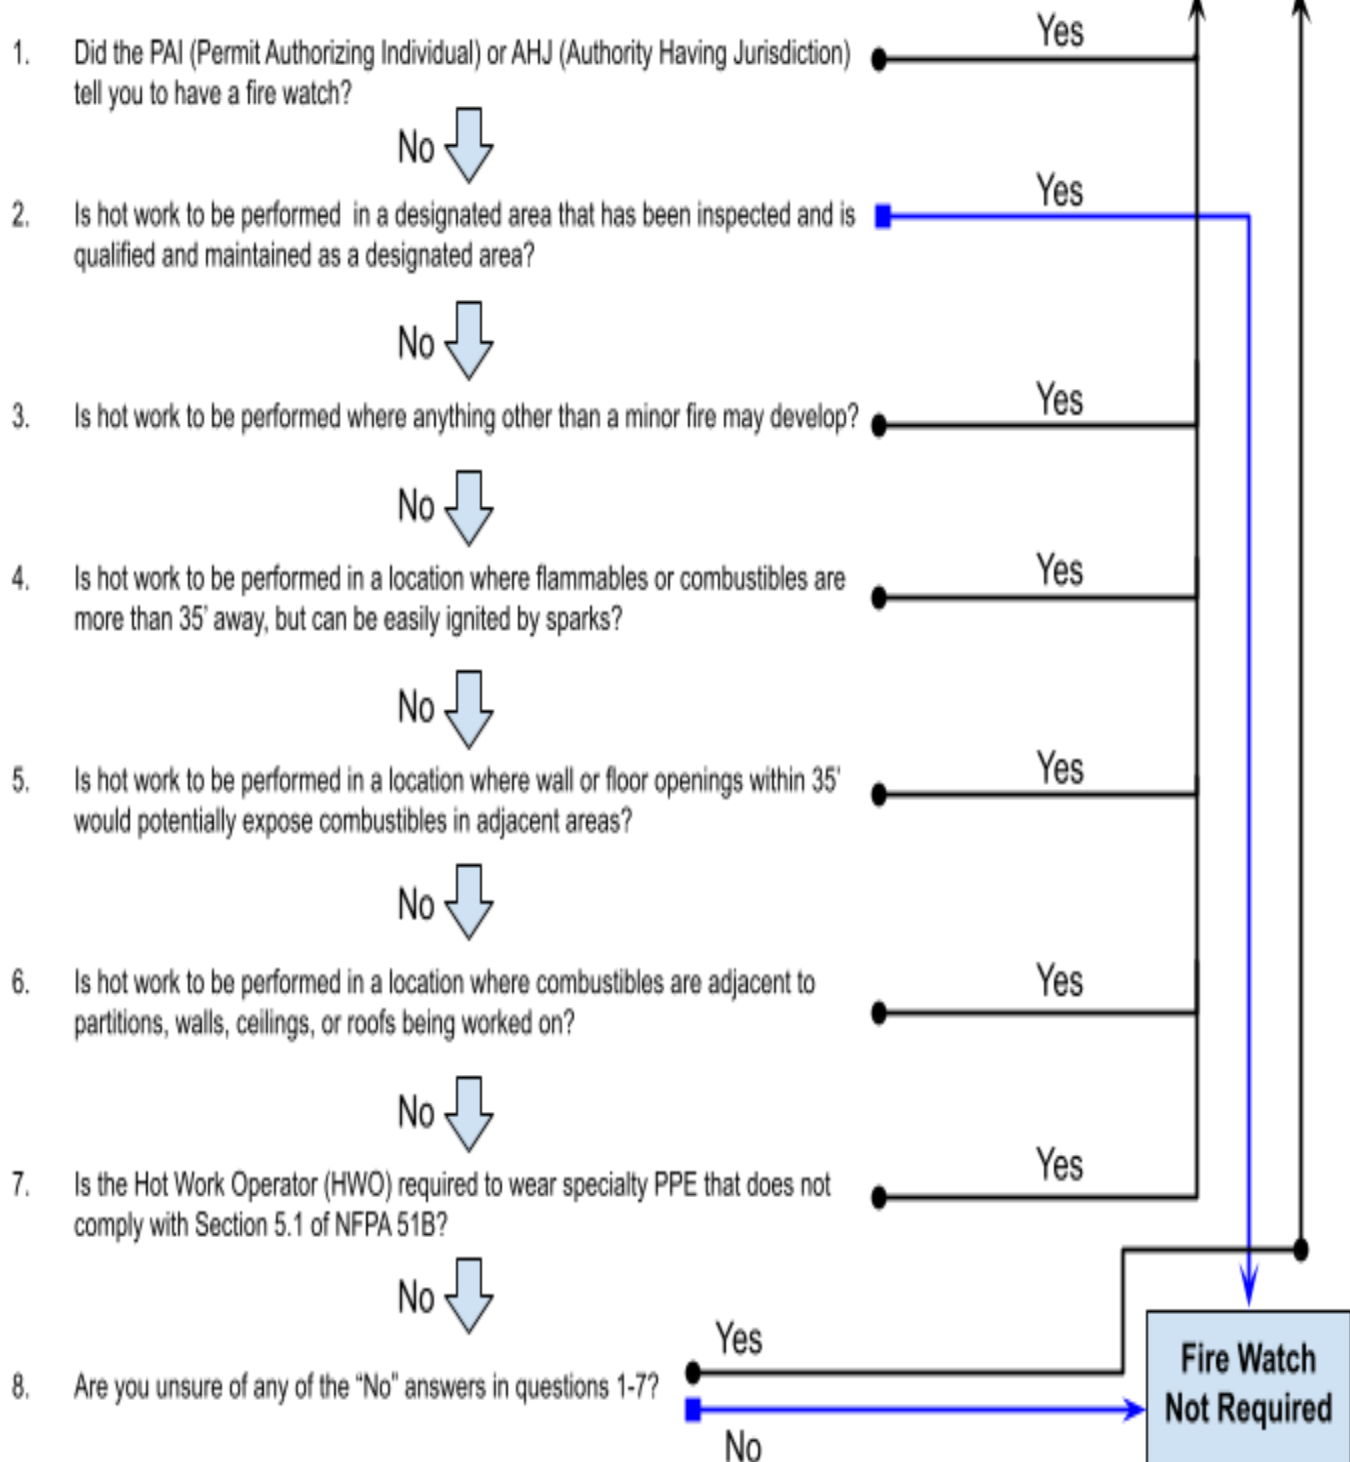 Yes
1. Did the PAI (Permit Authorizing Individual) or AHJ (Authority Having Jurisdiction)
tell you to have a fire watch?
No
Yes
2. Is hot work to be performed in a designated area that has been inspected and is
qualified and maintained as a designated area?
No
Yes
3. Is hot work to be performed where anything other than a minor fire may develop?
No
Yes
4. Is hot work to be performed in a location where flammables or combustibles are
more than 35' away, but can be easily ignited by sparks?
No
Yes
5. Is hot work to be performed in a location where wall or floor openings within 35'
would potentially expose combustibles in adjacent areas?
No
Yes
6. Is hot work to be performed in a location where combustibles are adjacent to
partitions, walls, ceilings, or roofs being worked on?
No
Yes
7. Is the Hot Work Operator (HWO) required to wear specialty PPE that does not
comply with Section 5.1 of NFPA 51B?
No
Yes
8. Are you unsure of any of the “No” answers in questions 1-7?
No
Fire Watch
Not Required